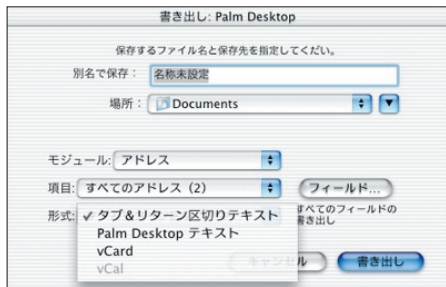 書き出し: Palm Desktop
保存するファイル名と保存先を指定してください。
別名で保存： 名称未設定
場所： Documents
モジュール: アドレス
項目: すべてのアドレス（2） フィールド...
形式: ✓ タブ＆リターン区切りテキスト
すべてのフィールドの
書き出し
Palm Desktop テキスト
vCard
vCal
キャンセル 書き出し